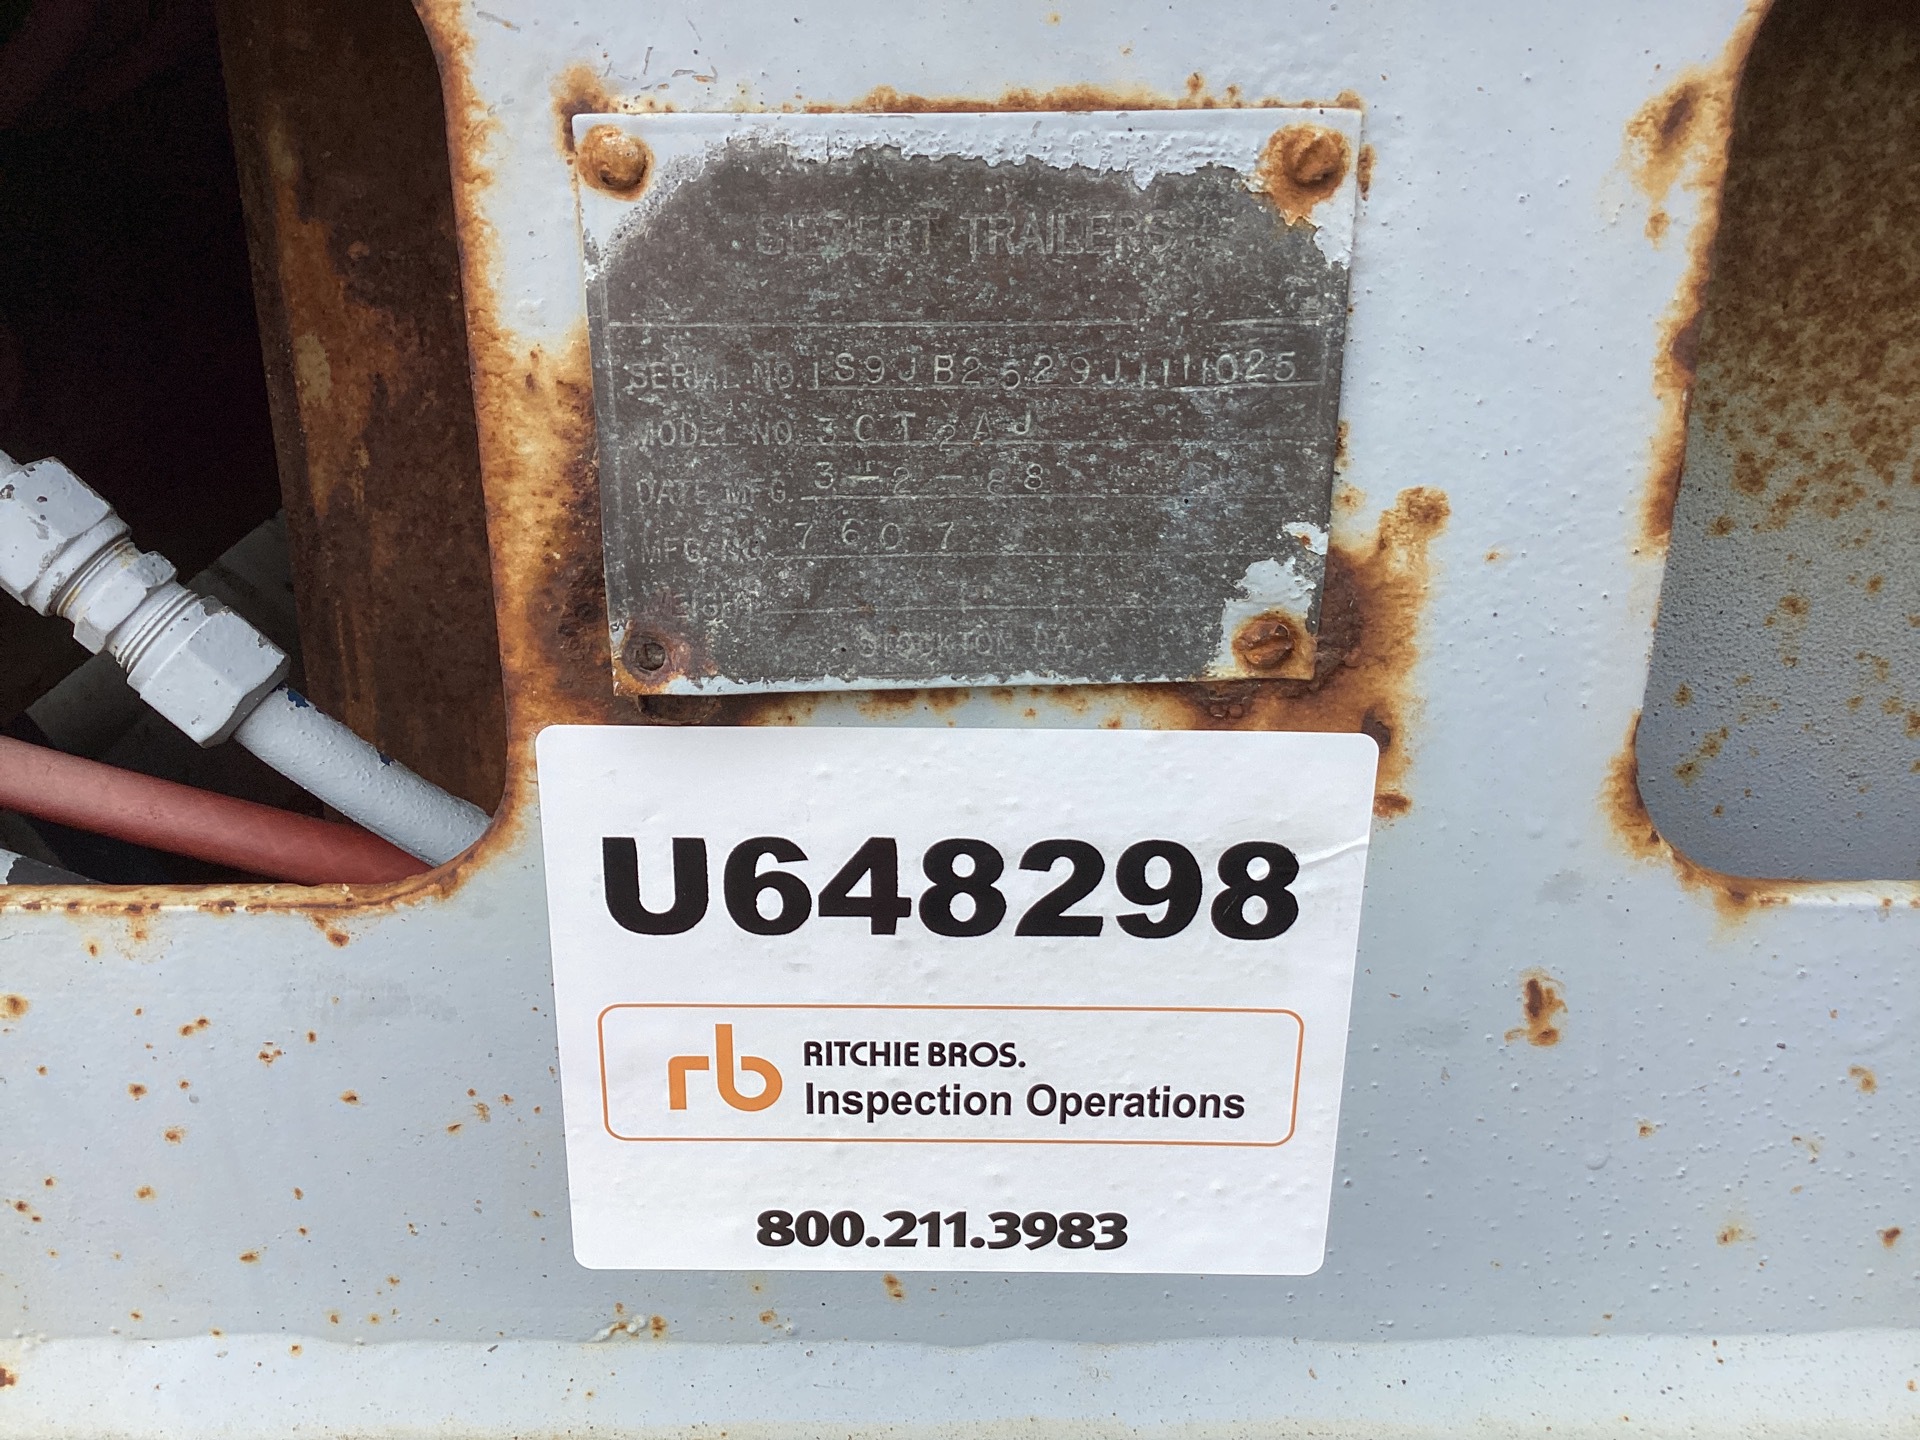 SIEBERT TRAILERS
SERIAL NO. 1S9JB2529J1111025
MODEL NO. 3CT2AJ
DATE MFG. 3-2-88
MFG. NO. 7607
WEIGHT
STOCKTON CA.
U648298
rb RITCHIE BROS.
Inspection Operations
800.211.3983